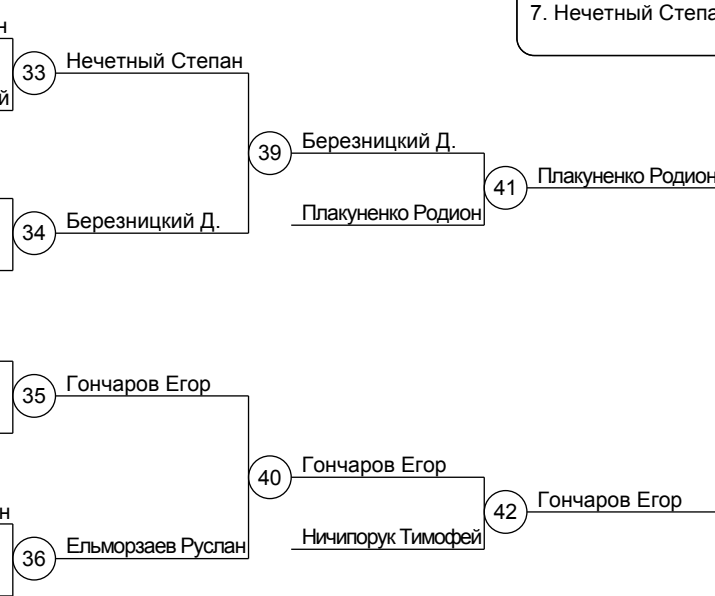 7. Нечетный Степа
н
33
Нечетный Степан
й
39
Березницкий Д.
41
Плакуненко Родион
Плакуненко Родион
34
Березницкий Д.
35
Гончаров Егор
40
Гончаров Егор
42
Гончаров Егор
н
Ничипорук Тимофей
36
Ельморзаев Руслан